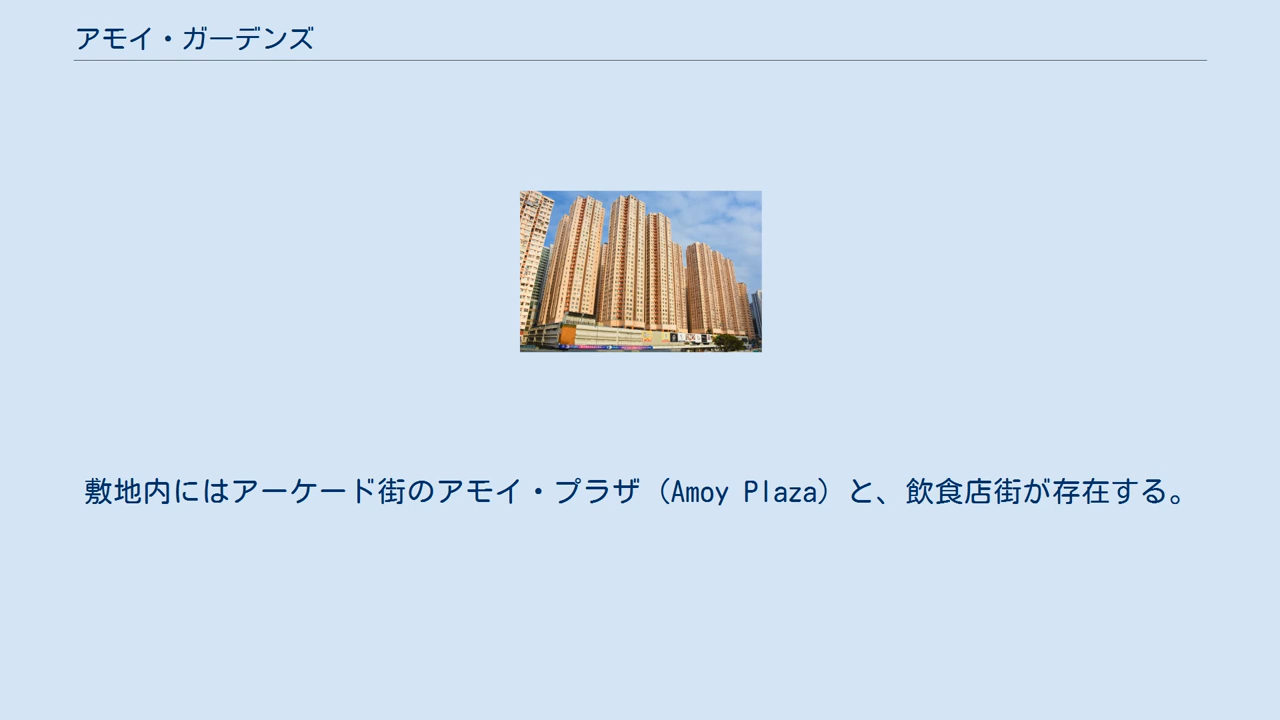 アモイ・ガーデンズ
敷地内にはアーケード街のアモイ・プラザ（Amoy Plaza）と、飲食店街が存在する。